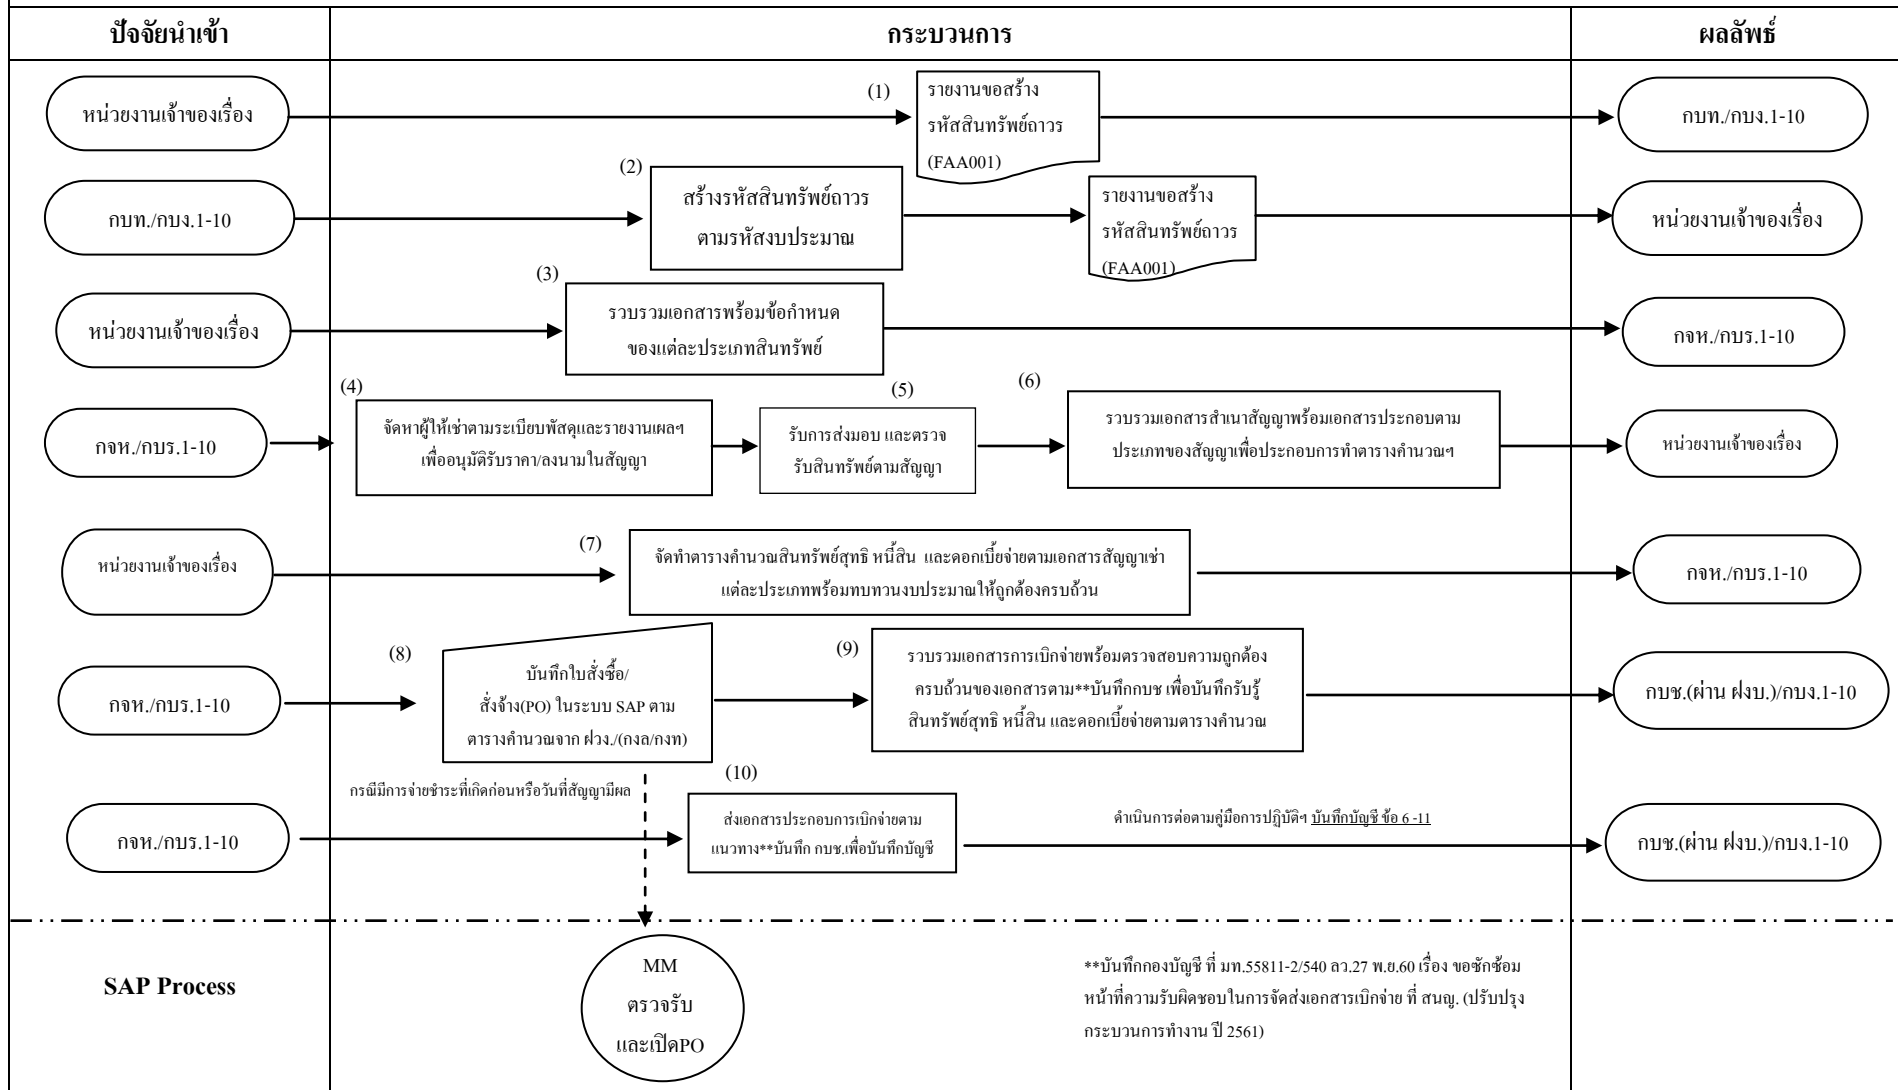 ปัจจัยนำเข้า
กระบวนการ
ผลลัพธ์
หน่วยงานเจ้าของเรื่อง
(1)
รายงานขอสร้าง
รหัสสินทรัพย์ถาวร
(FAA001)
กบท./กบง.1-10
กบท./กบง.1-10
(2)
สร้างรหัสสินทรัพย์ถาวร
ตามรหัสงบประมาณ
รายงานขอสร้าง
รหัสสินทรัพย์ถาวร
(FAA001)
หน่วยงานเจ้าของเรื่อง
หน่วยงานเจ้าของเรื่อง
(3)
รวบรวมเอกสารพร้อมข้อกำหนด
ของแต่ละประเภทสินทรัพย์
กจห./กบร.1-10
กจห./กบร.1-10
(4)
จัดหาผู้ให้เช่าตามระเบียบพัสดุและรายงานเผลฯ
เพื่ออนุมัติรับราคา/ลงนามในสัญญา
(5)
รับการส่งมอบ และตรวจ
รับสินทรัพย์ตามสัญญา
(6)
รวบรวมเอกสารสำเนาสัญญาพร้อมเอกสารประกอบตาม
ประเภทของสัญญาเพื่อประกอบการทำตารางคำนวณฯ
หน่วยงานเจ้าของเรื่อง
หน่วยงานเจ้าของเรื่อง
(7)
จัดทำตารางคำนวณสินทรัพย์สุทธิ หนี้สิน และดอกเบี้ยจ่ายตามเอกสารสัญญาเช่า
แต่ละประเภทพร้อมทบทวนงบประมาณให้ถูกต้องครบถ้วน
กจห./กบร.1-10
กจห./กบร.1-10
(8)
บันทึกใบสั่งซื้อ/
สั่งจ้าง(PO) ในระบบ SAP ตาม
ตารางคำนวณจาก ฝวง./(กงล/กงท)
(9)
รวบรวมเอกสารการเบิกจ่ายพร้อมตรวจสอบความถูกต้อง
ครบถ้วนของเอกสารตาม**บันทึกกบช เพื่อบันทึกรับรู้
สินทรัพย์สุทธิ หนี้สิน และดอกเบี้ยจ่ายตามตารางคำนวณ
กบช.(ผ่าน ฝงบ.)/กบง.1-10
กรณีมีการจ่ายชำระที่เกิดก่อนหรือวันที่สัญญามีผล
กจห./กบร.1-10
(10)
ส่งเอกสารประกอบการเบิกจ่ายตาม
แนวทาง**บันทึก กบช.เพื่อบันทึกบัญชี
ดำเนินการต่อตามคู่มือการปฏิบัติฯ บันทึกบัญชี ข้อ 6 -11
กบช.(ผ่าน ฝงบ.)/กบง.1-10
SAP Process
MM
ตรวจรับ
และเปิดPO
**บันทึกกองบัญชี ที่ มท.55811-2/540 ลว.27 พ.ย.60 เรื่อง ขอซักซ้อม
หน้าที่ความรับผิดชอบในการจัดส่งเอกสารเบิกจ่าย ที่ สนญ. (ปรับปรุง
กระบวนการทำงาน ปี 2561)